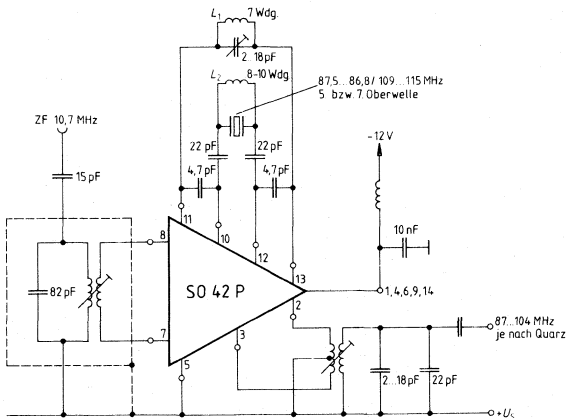 L₁ 7 Wdg.
2...18 pF
L₂ 8-10 Wdg.
87,5...86,8 / 109...115 MHz
5. bzw. 7. Oberwelle
ZF 10,7 MHz
-12 V
22 pF 22 pF
15 pF
4,7 pF 4,7 pF
11 10 12 13
10 nF
8
82 pF
SO 42 P
1,4,6,9,14
2
7 3
87...104 MHz
je nach Quarz
5
2...18 pF 22 pF